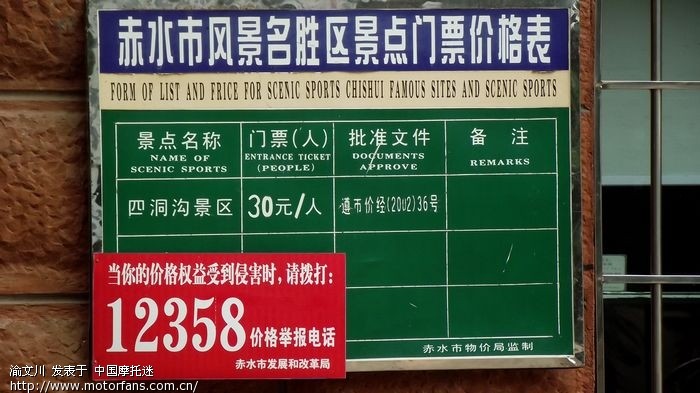 赤水市风景名胜区景点门票价格表
FORM OF LIST AND FRICE FOR SCENIC SPORTS CHISHUI FAMOUS SITES AND SCENIC SPORTS
景点名称 门票(人) 批准文件 备注
NAME OF SCENIC SPORTS ENTRANCE TICKET (PEOPLE) DOCUMENTS APPROVE REMARKS
四洞沟景区 30元/人 遵市价经(2002)36号
当你的价格权益受到侵害时,请拨打:
12358价格举报电话
赤水市发展和改革局
赤水市物价局监制
渝文川 发表于 中国摩托迷
http://www.motorfans.com.cn/